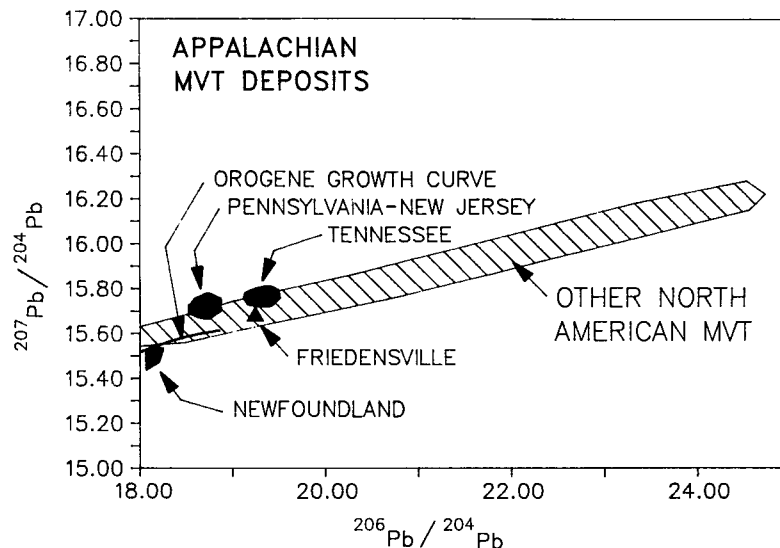 APPALACHIAN
MVT DEPOSITS
OROGENE GROWTH CURVE
PENNSYLVANIA-NEW JERSEY
TENNESSEE
OTHER NORTH
AMERICAN MVT
FRIEDENSVILLE
NEWFOUNDLAND
17.00
16.80
16.60
16.40
16.20
16.00
15.80
15.60
15.40
15.20
15.00
18.00 20.00 22.00 24.00
²⁰⁷Pb/²⁰⁴Pb
²⁰⁶Pb/²⁰⁴Pb